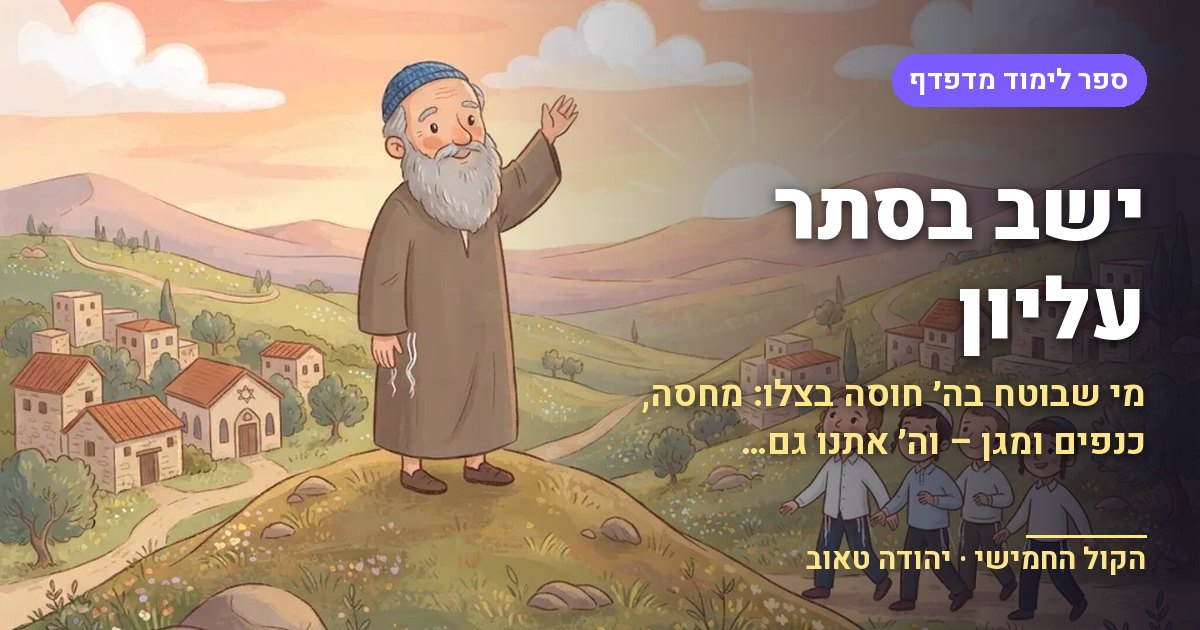 ספר לימוד מדפדף
ישב בסתר
עליון
מי שבוטח בה׳ חוסה בצלו: מחסה,
כנפים ומגן – וה׳ אתנו גם...
הקול החמישי · יהודה טאוב